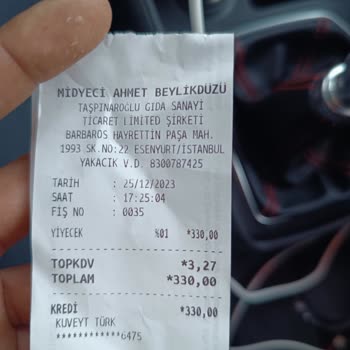 MİDYECİ AHMET BEYLİKDÜZÜ
TAŞPINAROĞLU GIDA SANAYİ
TİCARET LİMİTED ŞİRKETİ
BARBAROS HAYRETTİN PAŞA MAH.
1993 SK.NO:22 ESENYURT/İSTANBUL
YAKACIK V.D. 8300787425
TARİH : 25/12/2023
SAAT : 17:25:04
FİŞ NO : 0035
YİYECEK %01 *330,00
TOPKDV *3,27
TOPLAM *330,00
KREDİ *330,00
KUVEYT TÜRK
************6475